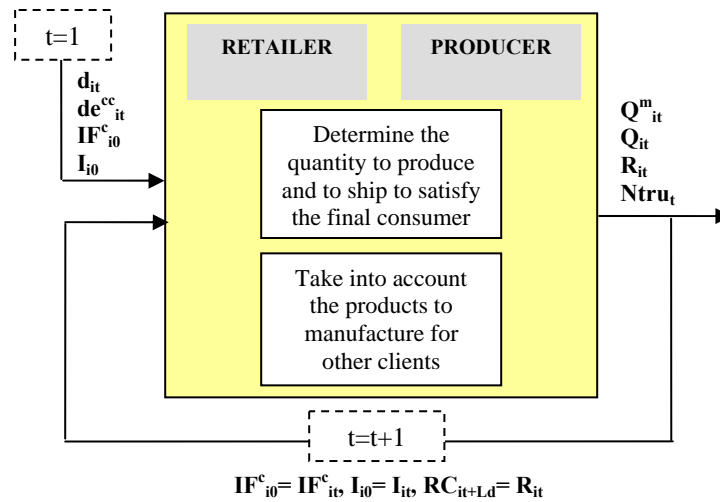 t=1
d_it
de^cc_it
IF^c_i0
I_i0
RETAILER
PRODUCER
Determine the
quantity to produce
and to ship to satisfy
the final consumer
Take into account
the products to
manufacture for
other clients
Q^m_it
Q_it
R_it
Ntru_t
t=t+1
IF^c_i0= IF^c_it, I_i0= I_it, RC_it+Ld= R_it